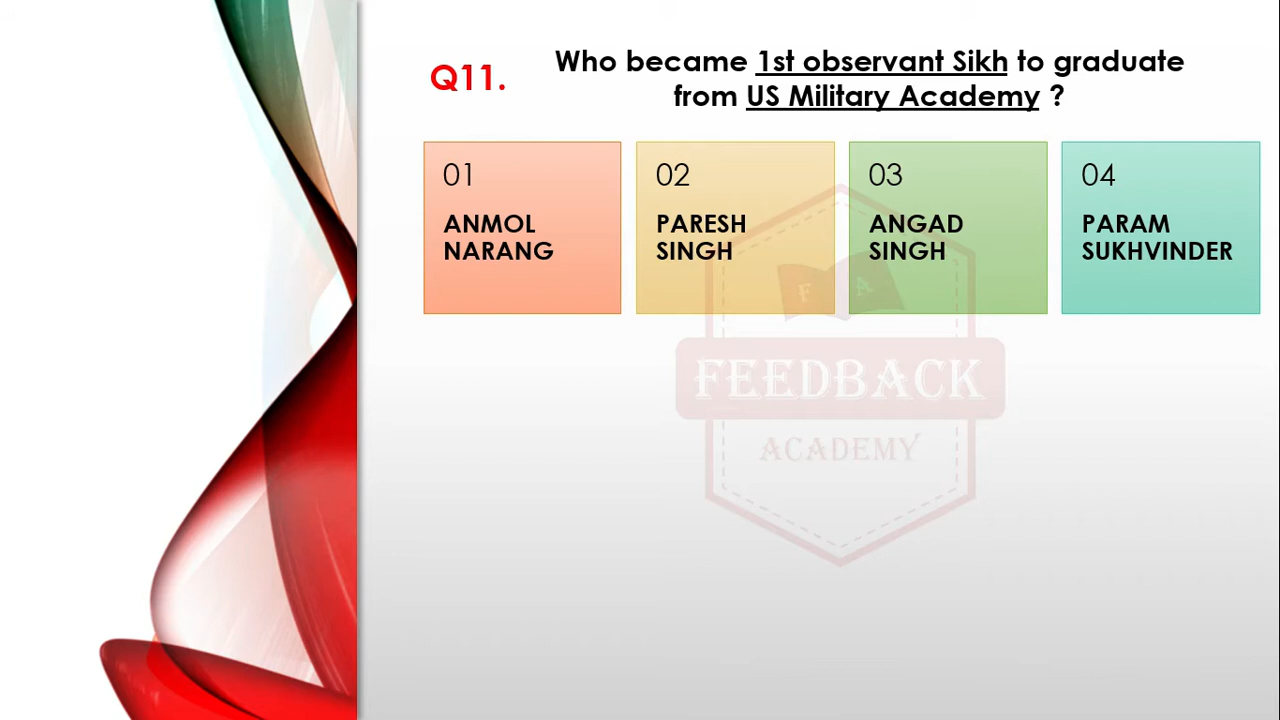 Q11.
Who became 1st observant Sikh to graduate
from US Military Academy ?
01
ANMOL
NARANG
02
PARESH
SINGH
03
ANGAD
SINGH
04
PARAM
SUKHVINDER
F A
FEEDBACK
ACADEMY